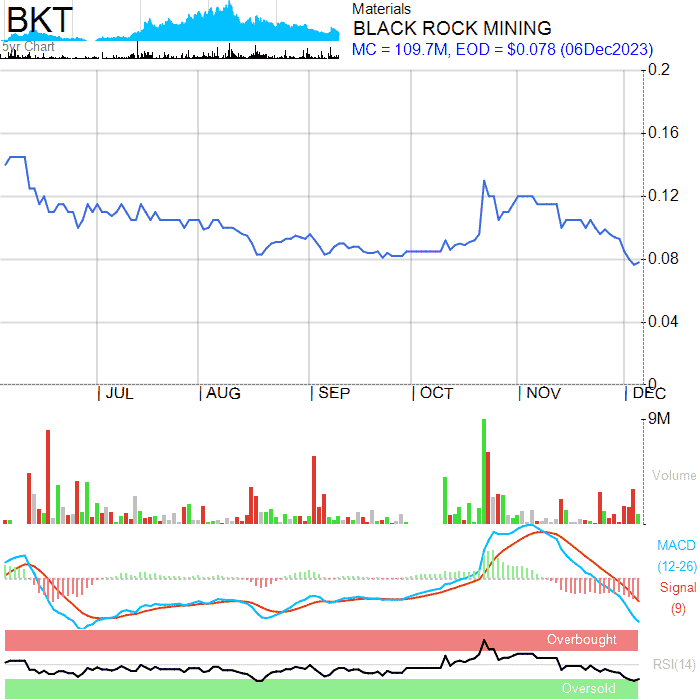 BKT
5yr Chart
Materials
BLACK ROCK MINING
MC = 109.7M, EOD = $0.078 (06Dec2023)
0.2
0.16
0.12
0.08
0.04
0
| JUL | AUG | SEP | OCT | NOV | DEC
9M
Volume
MACD
(12-26)
Signal
(9)
Overbought
RSI(14)
Oversold